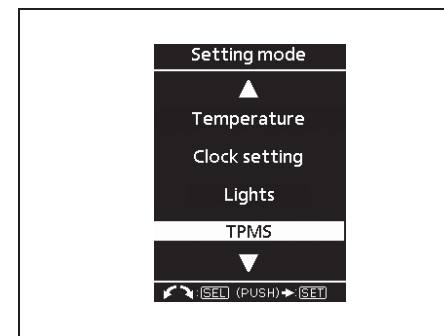 Setting mode
Temperature
Clock setting
Lights
TPMS
:SEL (PUSH)➔:SET